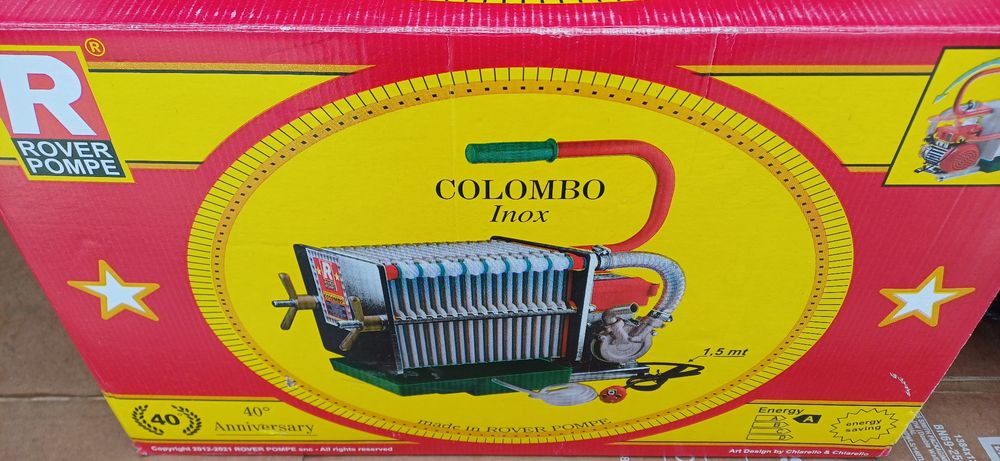 R
®
ROVER
POMPE
COLOMBO
Inox
R
1,5 mt
made in ROVER POMPE
40
40°
Anniversary
Energy
A
A
B
D
energy
saving
Copyright 2012-2021 ROVER POMPE snc - All rights reserved
Art Design by Chiarello & Chiarello